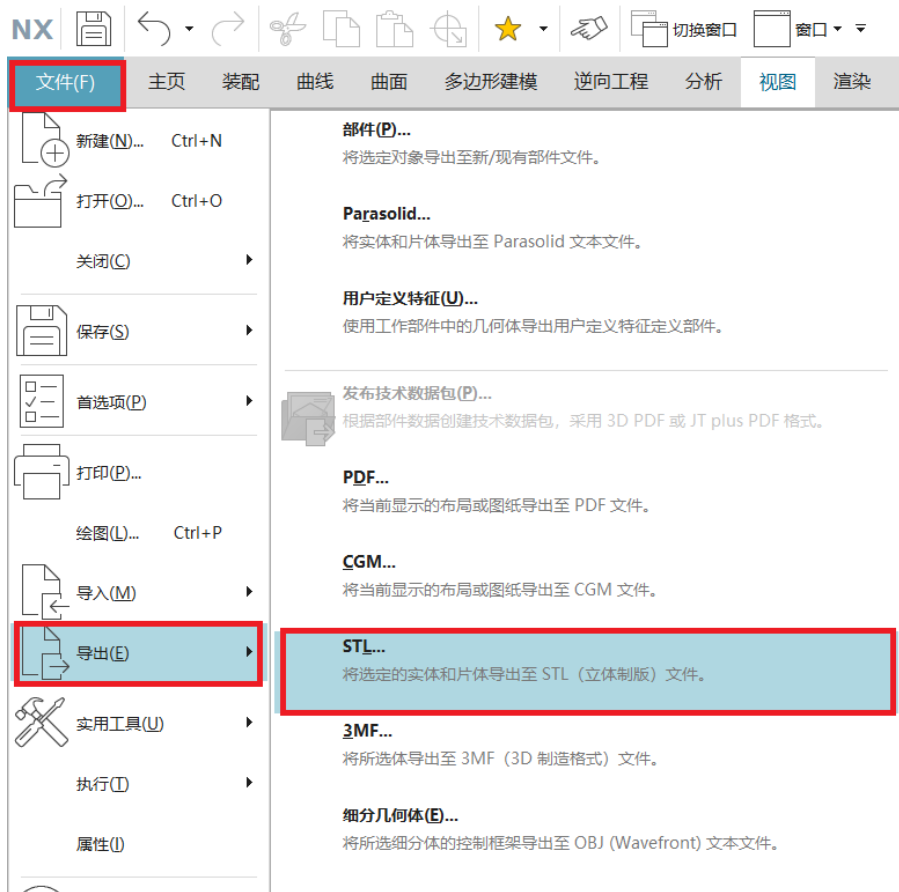 NX 切换窗口 窗口
文件(F) 主页 装配 曲线 曲面 多边形建模 逆向工程 分析 视图 渲染
新建(N)... Ctrl+N
打开(O)... Ctrl+O
关闭(C)
保存(S)
首选项(P)
打印(P)...
绘图(L)... Ctrl+P
导入(M)
导出(E)
实用工具(U)
执行(T)
属性(I)
部件(P)...
将选定对象导出至新/现有部件文件。
Parasolid...
将实体和片体导出至 Parasolid 文本文件。
用户定义特征(U)...
使用工作部件中的几何体导出用户定义特征定义部件。
发布技术数据包(P)...
根据部件数据创建技术数据包，采用 3D PDF 或 JT plus PDF 格式。
PDF...
将当前显示的布局或图纸导出至 PDF 文件。
CGM...
将当前显示的布局或图纸导出至 CGM 文件。
STL...
将选定的实体和片体导出至 STL（立体制版）文件。
3MF...
将所选体导出至 3MF（3D 制造格式）文件。
细分几何体(E)...
将所选细分体的控制框架导出至 OBJ (Wavefront) 文本文件。